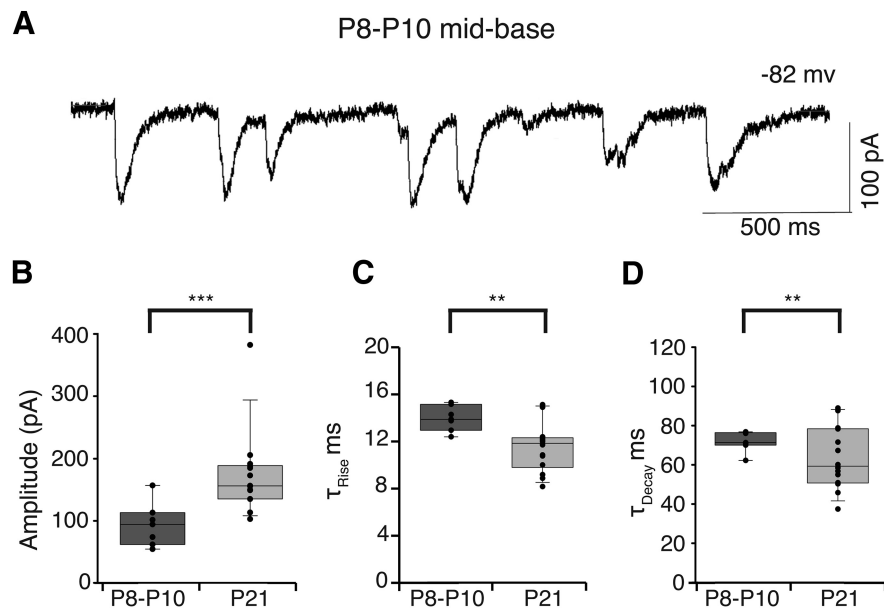 A
P8-P10 mid-base
-82 mv
100 pA
500 ms
B
***
Amplitude (pA)
400
300
200
100
0
P8-P10
P21
C
**
τRise ms
20
16
12
8
4
0
P8-P10
P21
D
**
τDecay ms
120
100
80
60
40
20
0
P8-P10
P21